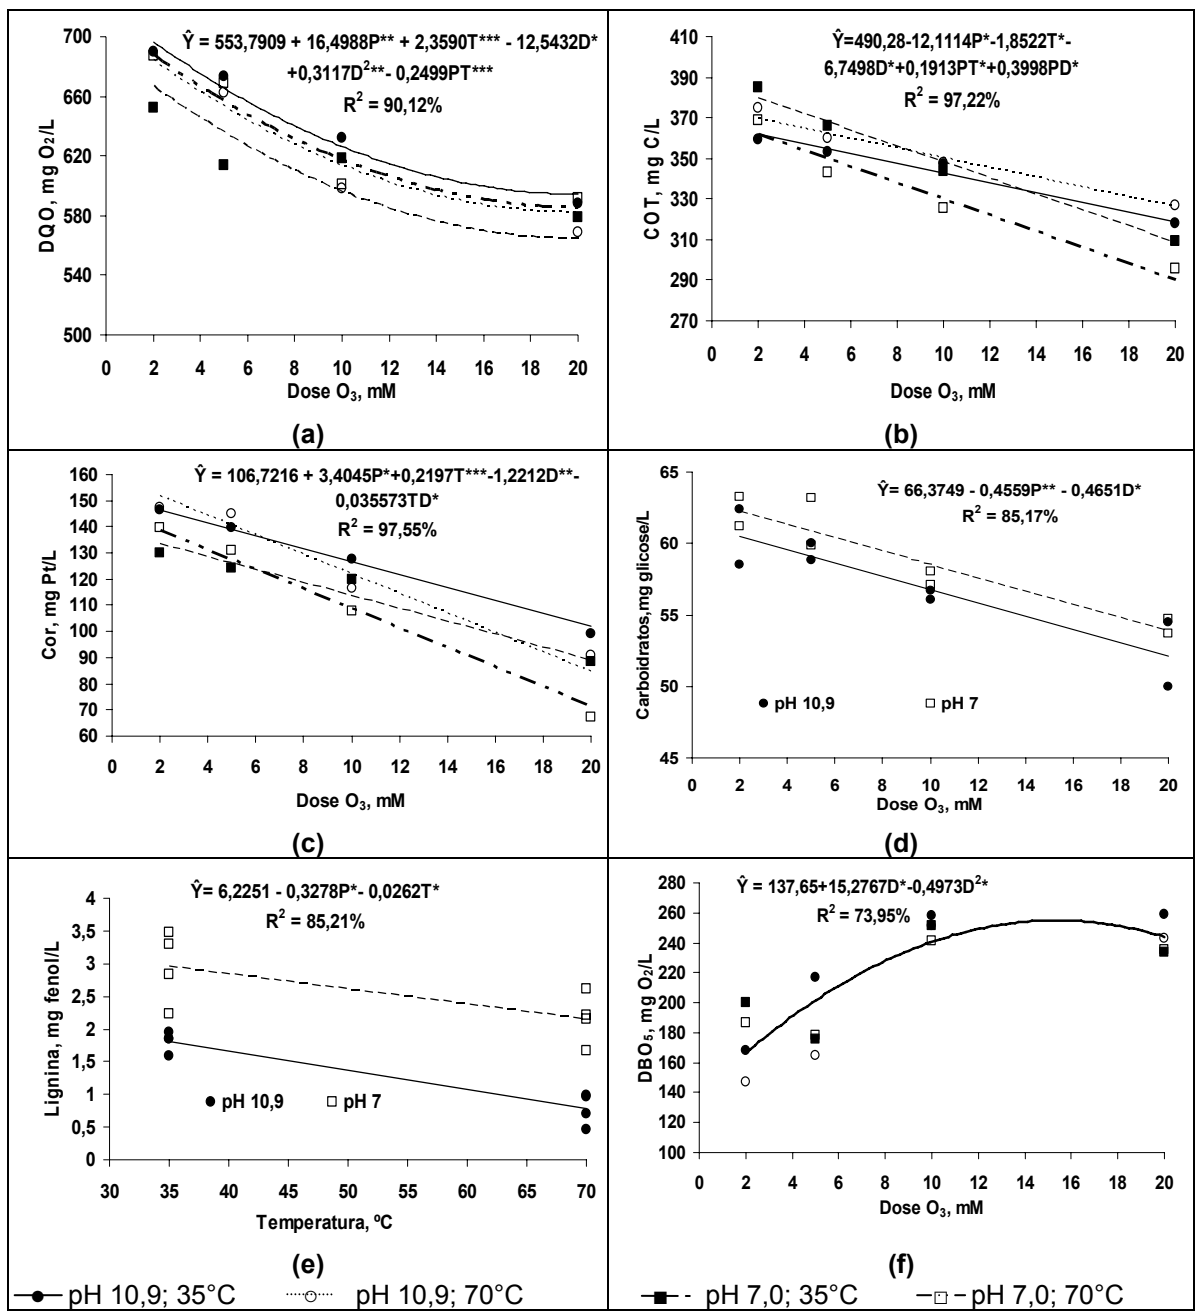 Ŷ = 553,7909 + 16,4988P** + 2,3590T*** - 12,5432D*
+0,3117D²**- 0,2499PT***
R² = 90,12%
700
660
620
580
540
500
DQO, mg O₂/L
0 2 4 6 8 10 12 14 16 18 20
Dose O₃, mM
(a)
Ŷ=490,28-12,1114P*-1,8522T*-
6,7498D*+0,1913PT*+0,3998PD*
R² = 97,22%
410
390
370
350
330
310
290
270
COT, mg C/L
0 2 4 6 8 10 12 14 16 18 20
Dose O₃, mM
(b)
Ŷ = 106,7216 + 3,4045P*+0,2197T***-1,2212D**-
0,035573TD*
R² = 97,55%
160
150
140
130
120
110
100
90
80
70
60
Cor, mg Pt/L
0 2 4 6 8 10 12 14 16 18 20
Dose O₃, mM
(c)
Ŷ= 66,3749 - 0,4559P** - 0,4651D*
R² = 85,17%
65
60
55
50
45
Carboidratos,mg glicose/L
pH 10,9 pH 7
0 2 4 6 8 10 12 14 16 18 20
Dose O₃, mM
(d)
Ŷ= 6,2251 - 0,3278P*- 0,0262T*
R² = 85,21%
4
3,5
3
2,5
2
1,5
1
0,5
0
Lignina, mg fenol/L
pH 10,9 pH 7
30 35 40 45 50 55 60 65 70
Temperatura, ºC
(e)
Ŷ = 137,65+15,2767D*-0,4973D²*
R² = 73,95%
280
260
240
220
200
180
160
140
120
100
DBO₅, mg O₂/L
0 2 4 6 8 10 12 14 16 18 20
Dose O₃, mM
(f)
pH 10,9; 35°C pH 10,9; 70°C pH 7,0; 35°C pH 7,0; 70°C